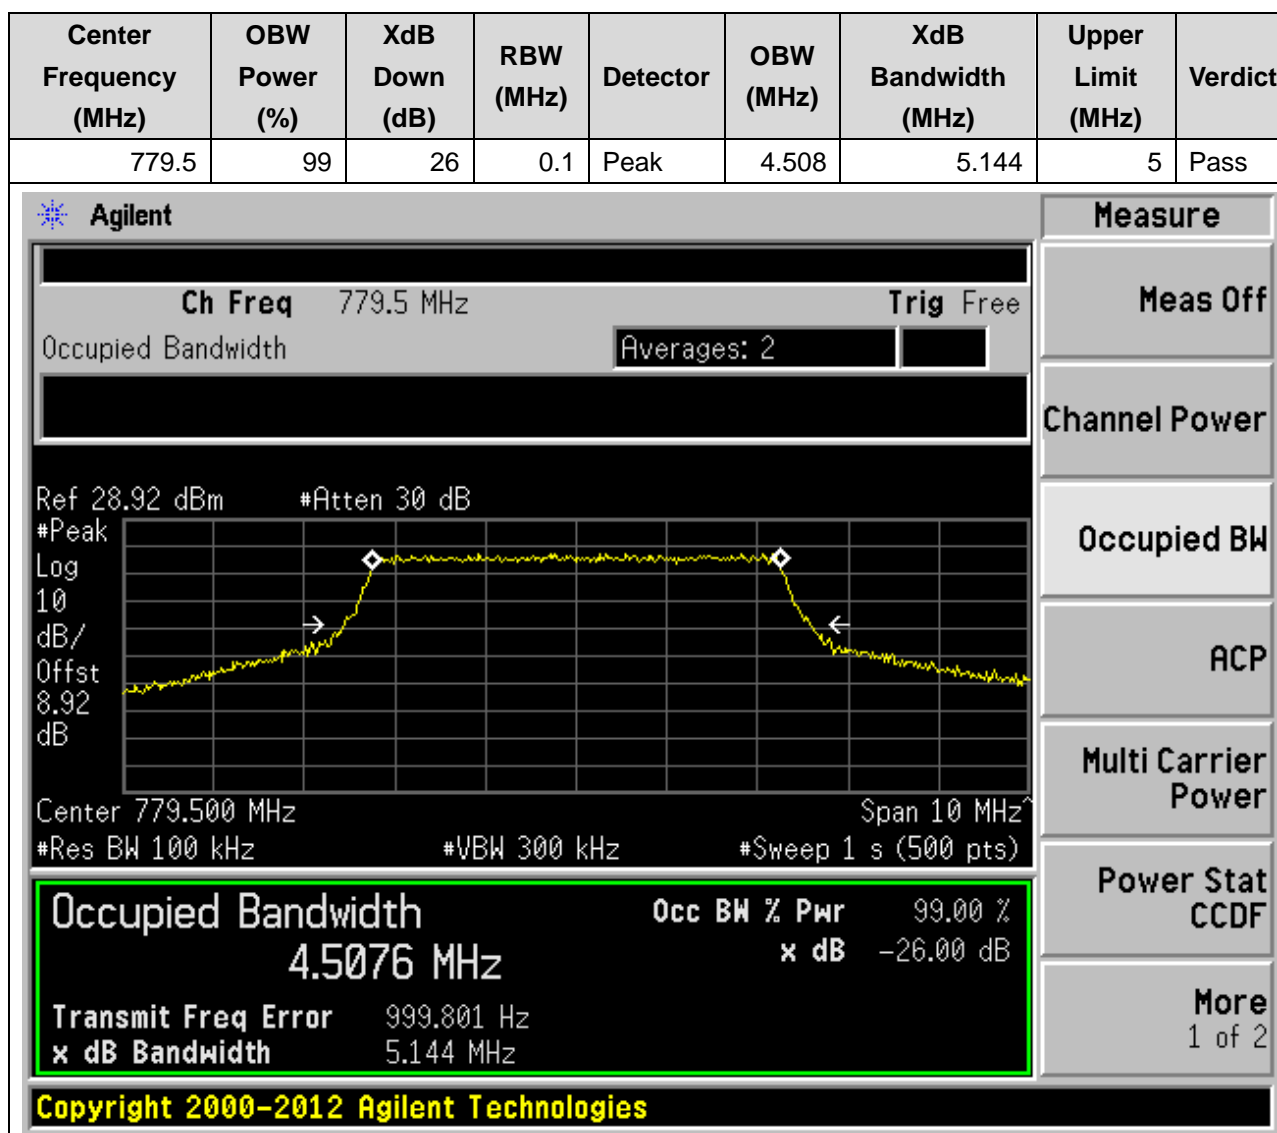 Center Frequency (MHz) OBW Power (%) XdB Down (dB) RBW (MHz) Detector OBW (MHz) XdB Bandwidth (MHz) Upper Limit (MHz) Verdict
779.5 99 26 0.1 Peak 4.508 5.144 5 Pass
Agilent
Measure
Ch Freq 779.5 MHz Trig Free
Meas Off
Occupied Bandwidth Averages: 2
Channel Power
Ref 28.92 dBm #Atten 30 dB
#Peak
Log
10
dB/
Offst
8.92
dB
Occupied BW
ACP
Multi Carrier
Power
Center 779.500 MHz Span 10 MHz^
#Res BW 100 kHz #VBW 300 kHz #Sweep 1 s (500 pts)
Power Stat
CCDF
Occupied Bandwidth Occ BW % Pwr 99.00 %
4.5076 MHz x dB -26.00 dB
Transmit Freq Error 999.801 Hz
x dB Bandwidth 5.144 MHz
More
1 of 2
Copyright 2000-2012 Agilent Technologies